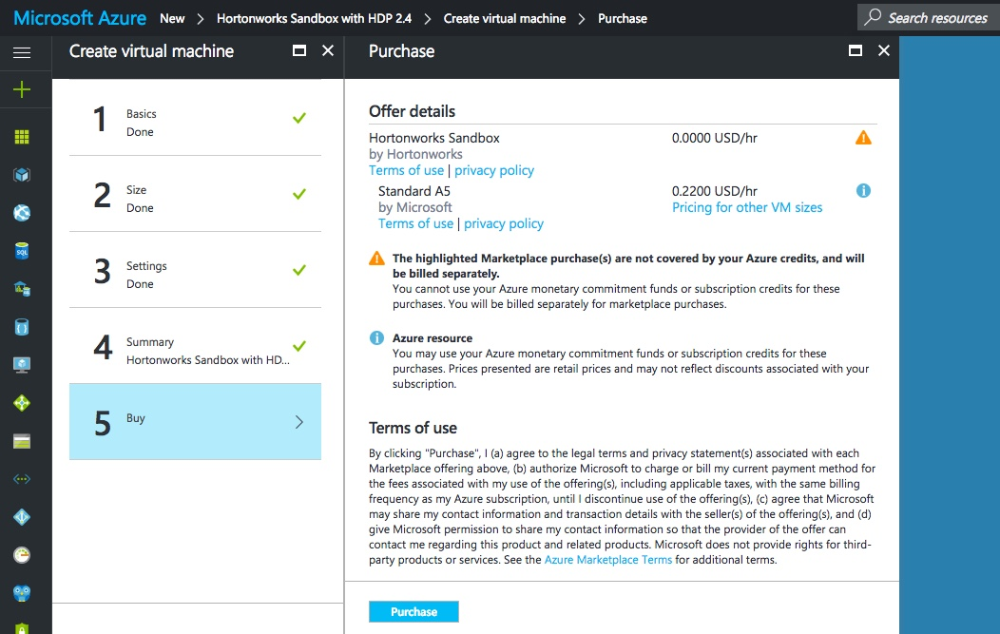 Microsoft Azure New > Hortonworks Sandbox with HDP 2.4 > Create virtual machine > Purchase
Search resources
Create virtual machine
1
Basics
Done
2
Size
Done
3
Settings
Done
4
Summary
Hortonworks Sandbox with HD...
5
Buy
Purchase
Offer details
Hortonworks Sandbox 0.0000 USD/hr
by Hortonworks
Terms of use | privacy policy
Standard A5 0.2200 USD/hr
by Microsoft Pricing for other VM sizes
Terms of use | privacy policy
The highlighted Marketplace purchase(s) are not covered by your Azure credits, and will
be billed separately.
You cannot use your Azure monetary commitment funds or subscription credits for these
purchases. You will be billed separately for marketplace purchases.
Azure resource
You may use your Azure monetary commitment funds or subscription credits for these
purchases. Prices presented are retail prices and may not reflect discounts associated with your
subscription.
Terms of use
By clicking "Purchase", I (a) agree to the legal terms and privacy statement(s) associated with each
Marketplace offering above, (b) authorize Microsoft to charge or bill my current payment method for
the fees associated with my use of the offering(s), including applicable taxes, with the same billing
frequency as my Azure subscription, until I discontinue use of the offering(s), (c) agree that Microsoft
may share my contact information and transaction details with the seller(s) of the offering(s), and (d)
give Microsoft permission to share my contact information so that the provider of the offer can
contact me regarding this product and related products. Microsoft does not provide rights for third-
party products or services. See the Azure Marketplace Terms for additional terms.
Purchase
SQL